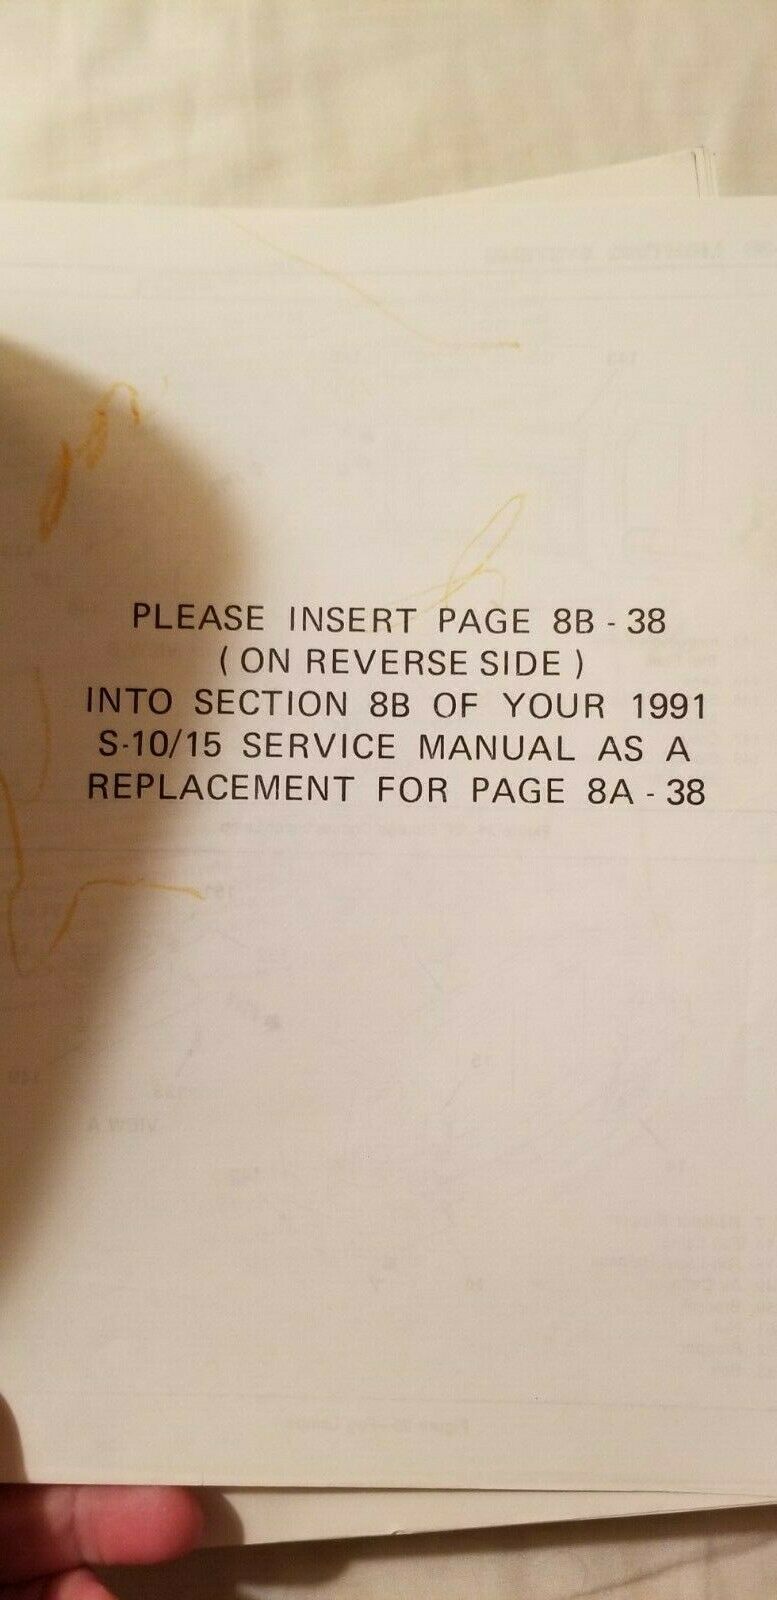 PLEASE INSERT PAGE 8B - 38
( ON REVERSE SIDE )
INTO SECTION 8B OF YOUR 1991
S-10/15 SERVICE MANUAL AS A
REPLACEMENT FOR PAGE 8A - 38
VIEW A